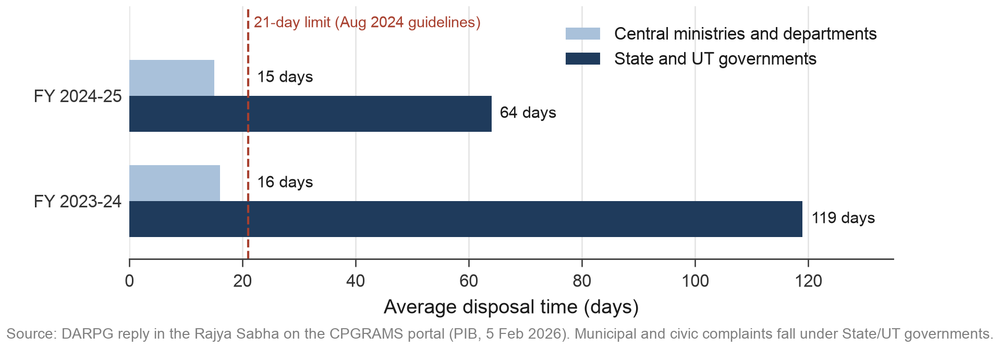 21-day limit (Aug 2024 guidelines)
Central ministries and departments
State and UT governments
15 days
FY 2024-25
64 days
16 days
FY 2023-24
119 days
0 20 40 60 80 100 120
Average disposal time (days)
Source: DARPG reply in the Rajya Sabha on the CPGRAMS portal (PIB, 5 Feb 2026). Municipal and civic complaints fall under State/UT governments.